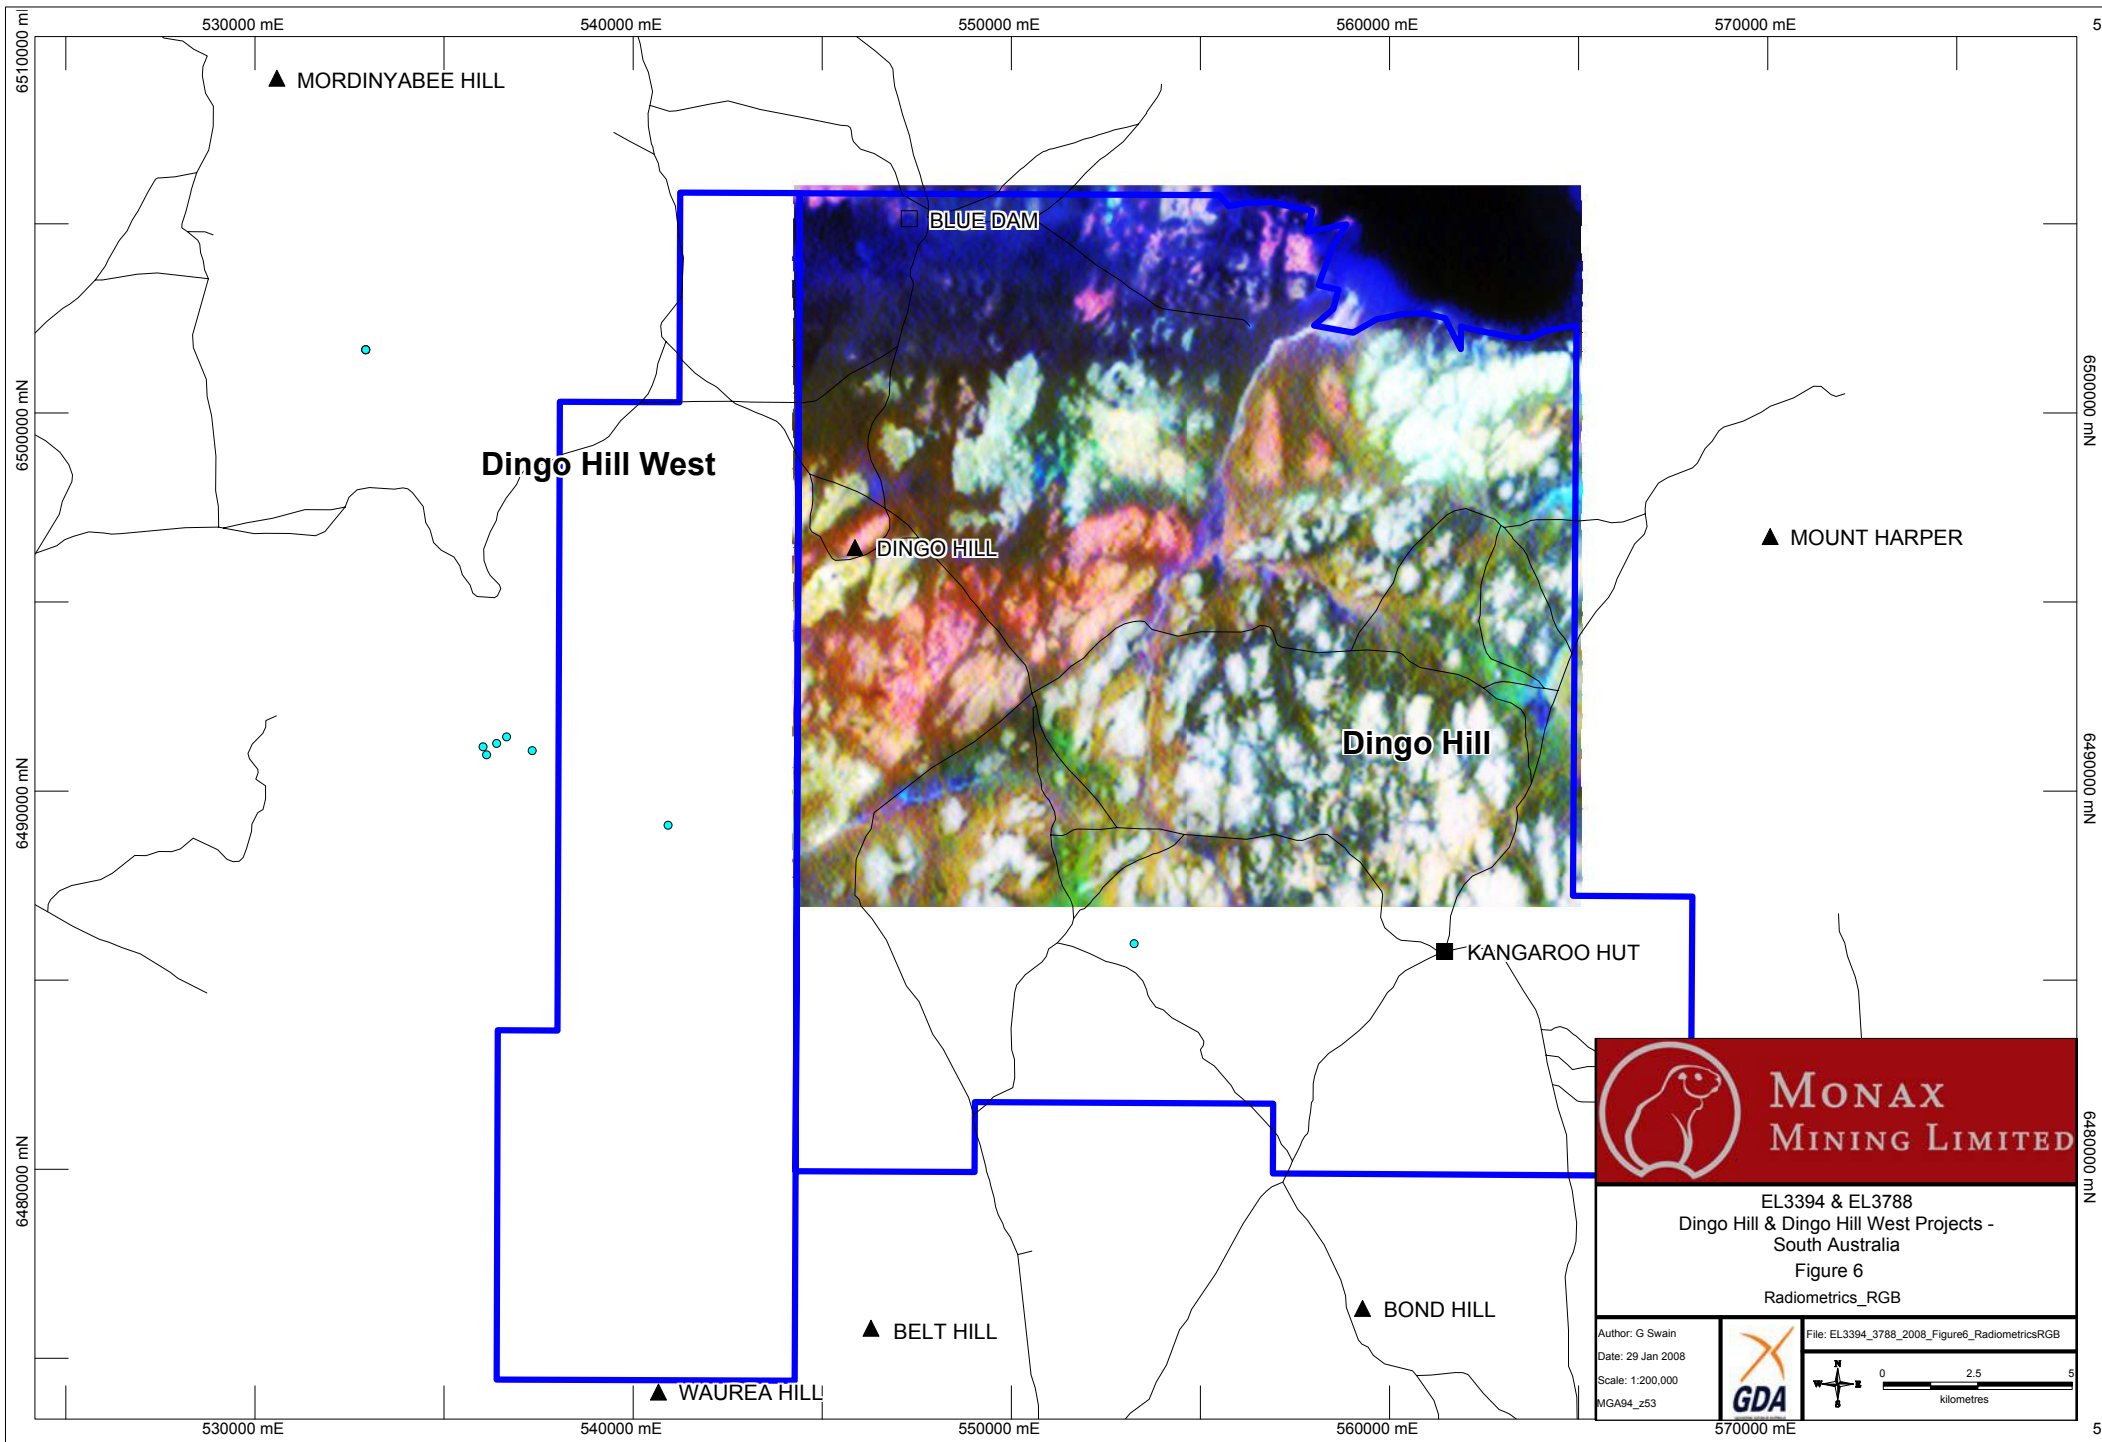 530000 mE
540000 mE
550000 mE
560000 mE
570000 mE
5
6510000 m
MORDINYABEE HILL
BLUE DAM
6500000 mN
6500000 mN
Dingo Hill West
DINGO HILL
MOUNT HARPER
Dingo Hill
6490000 mN
6490000 mN
KANGAROO HUT
6480000 mN
6480000 mN
BOND HILL
BELT HILL
WAUREA HILL
MONAX
MINING LIMITED
EL3394 & EL3788
Dingo Hill & Dingo Hill West Projects -
South Australia
Figure 6
Radiometrics_RGB
Author: G Swain
Date: 29 Jan 2008
Scale: 1:200,000
MGA94_z53
GDA
File: EL3394_3788_2008_Figure6_RadiometricsRGB
N
W E
S
0 2.5 5
kilometres
530000 mE
540000 mE
550000 mE
560000 mE
570000 mE
5